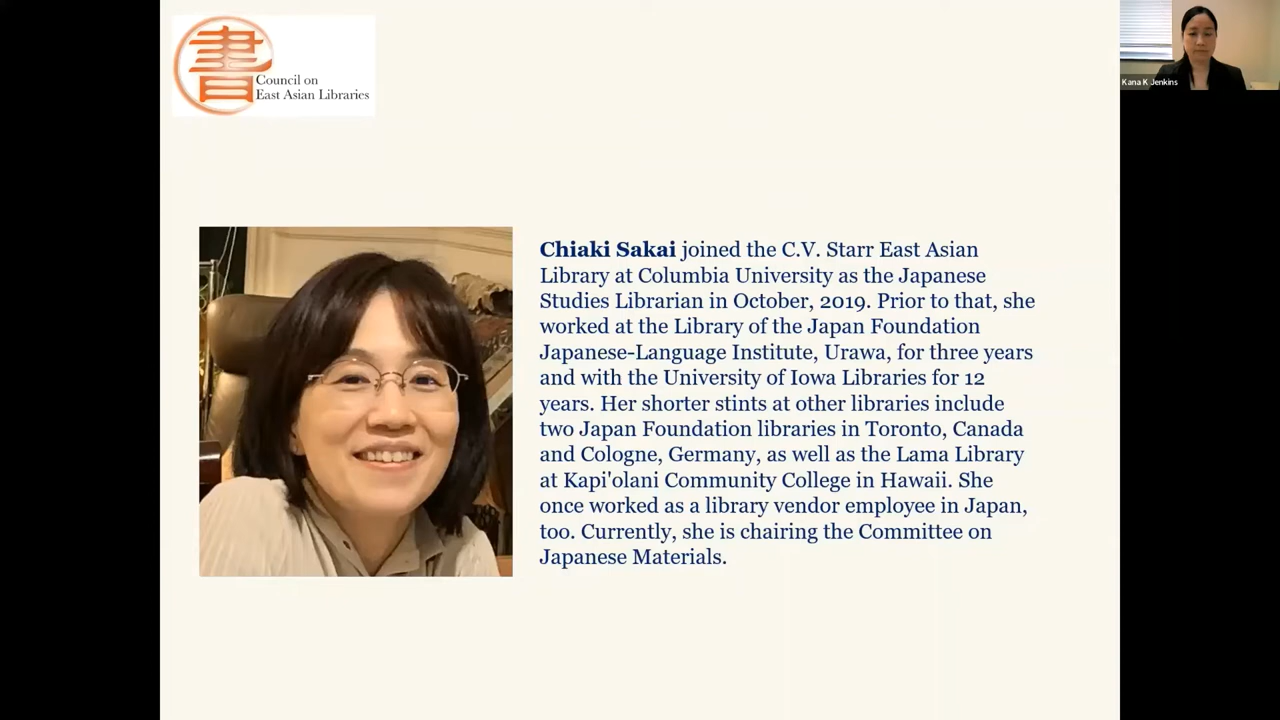 書
Council on
East Asian Libraries
Kana K Jenkins
Chiaki Sakai joined the C.V. Starr East Asian
Library at Columbia University as the Japanese
Studies Librarian in October, 2019. Prior to that, she
worked at the Library of the Japan Foundation
Japanese-Language Institute, Urawa, for three years
and with the University of Iowa Libraries for 12
years. Her shorter stints at other libraries include
two Japan Foundation libraries in Toronto, Canada
and Cologne, Germany, as well as the Lama Library
at Kapi'olani Community College in Hawaii. She
once worked as a library vendor employee in Japan,
too. Currently, she is chairing the Committee on
Japanese Materials.